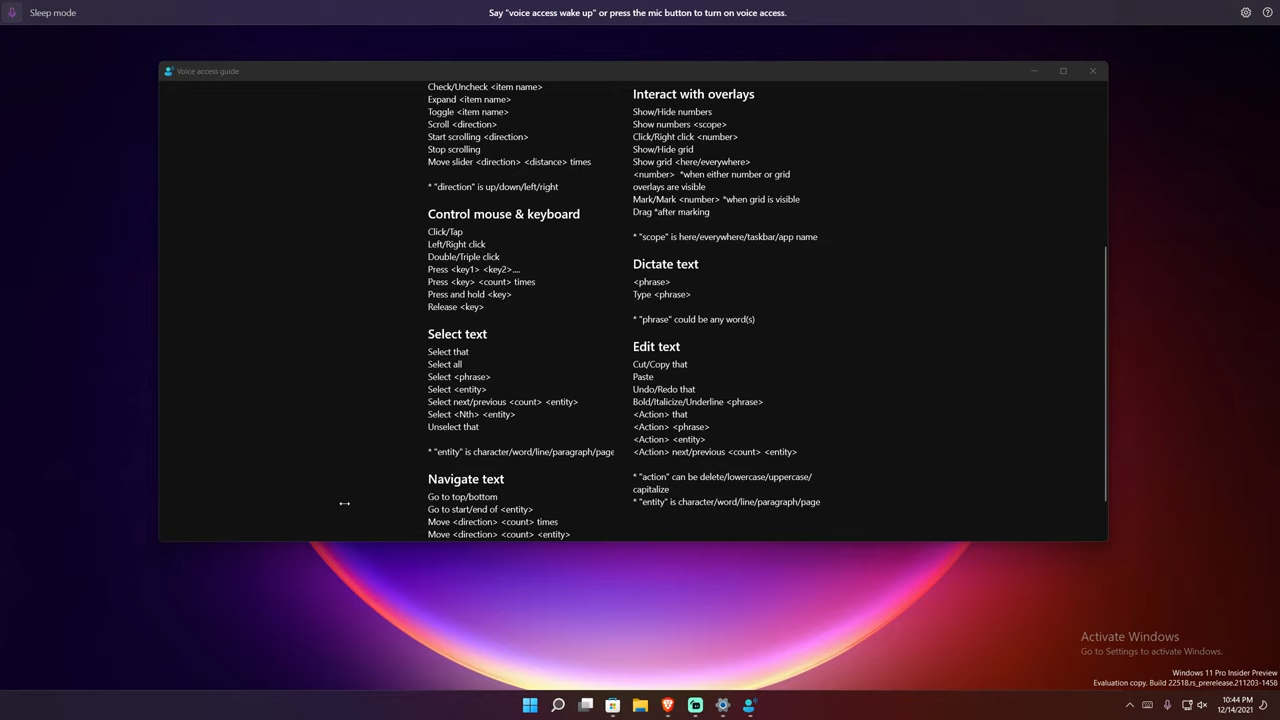 Sleep mode
Say "voice access wake up" or press the mic button to turn on voice access.
Voice access guide
Check/Uncheck <item name>
Expand <item name>
Toggle <item name>
Scroll <direction>
Start scrolling <direction>
Stop scrolling
Move slider <direction> <distance> times
* "direction" is up/down/left/right
Control mouse & keyboard
Click/Tap
Left/Right click
Double/Triple click
Press <key1> <key2>....
Press <key> <count> times
Press and hold <key>
Release <key>
Select text
Select that
Select all
Select <phrase>
Select <entity>
Select next/previous <count> <entity>
Select <Nth> <entity>
Unselect that
* "entity" is character/word/line/paragraph/page
Navigate text
Go to top/bottom
Go to start/end of <entity>
Move <direction> <count> times
Move <direction> <count> <entity>
Interact with overlays
Show/Hide numbers
Show numbers <scope>
Click/Right click <number>
Show/Hide grid
Show grid <here/everywhere>
<number>  *when either number or grid
overlays are visible
Mark/Mark <number> *when grid is visible
Drag *after marking
* "scope" is here/everywhere/taskbar/app name
Dictate text
<phrase>
Type <phrase>
* "phrase" could be any word(s)
Edit text
Cut/Copy that
Paste
Undo/Redo that
Bold/Italicize/Underline <phrase>
<Action> that
<Action> <phrase>
<Action> <entity>
<Action> next/previous <count> <entity>
* "action" can be delete/lowercase/uppercase/
capitalize
* "entity" is character/word/line/paragraph/page
Activate Windows
Go to Settings to activate Windows.
Windows 11 Pro Insider Preview
Evaluation copy. Build 22518.rs_prerelease.211203-1458
10:44 PM
12/14/2021